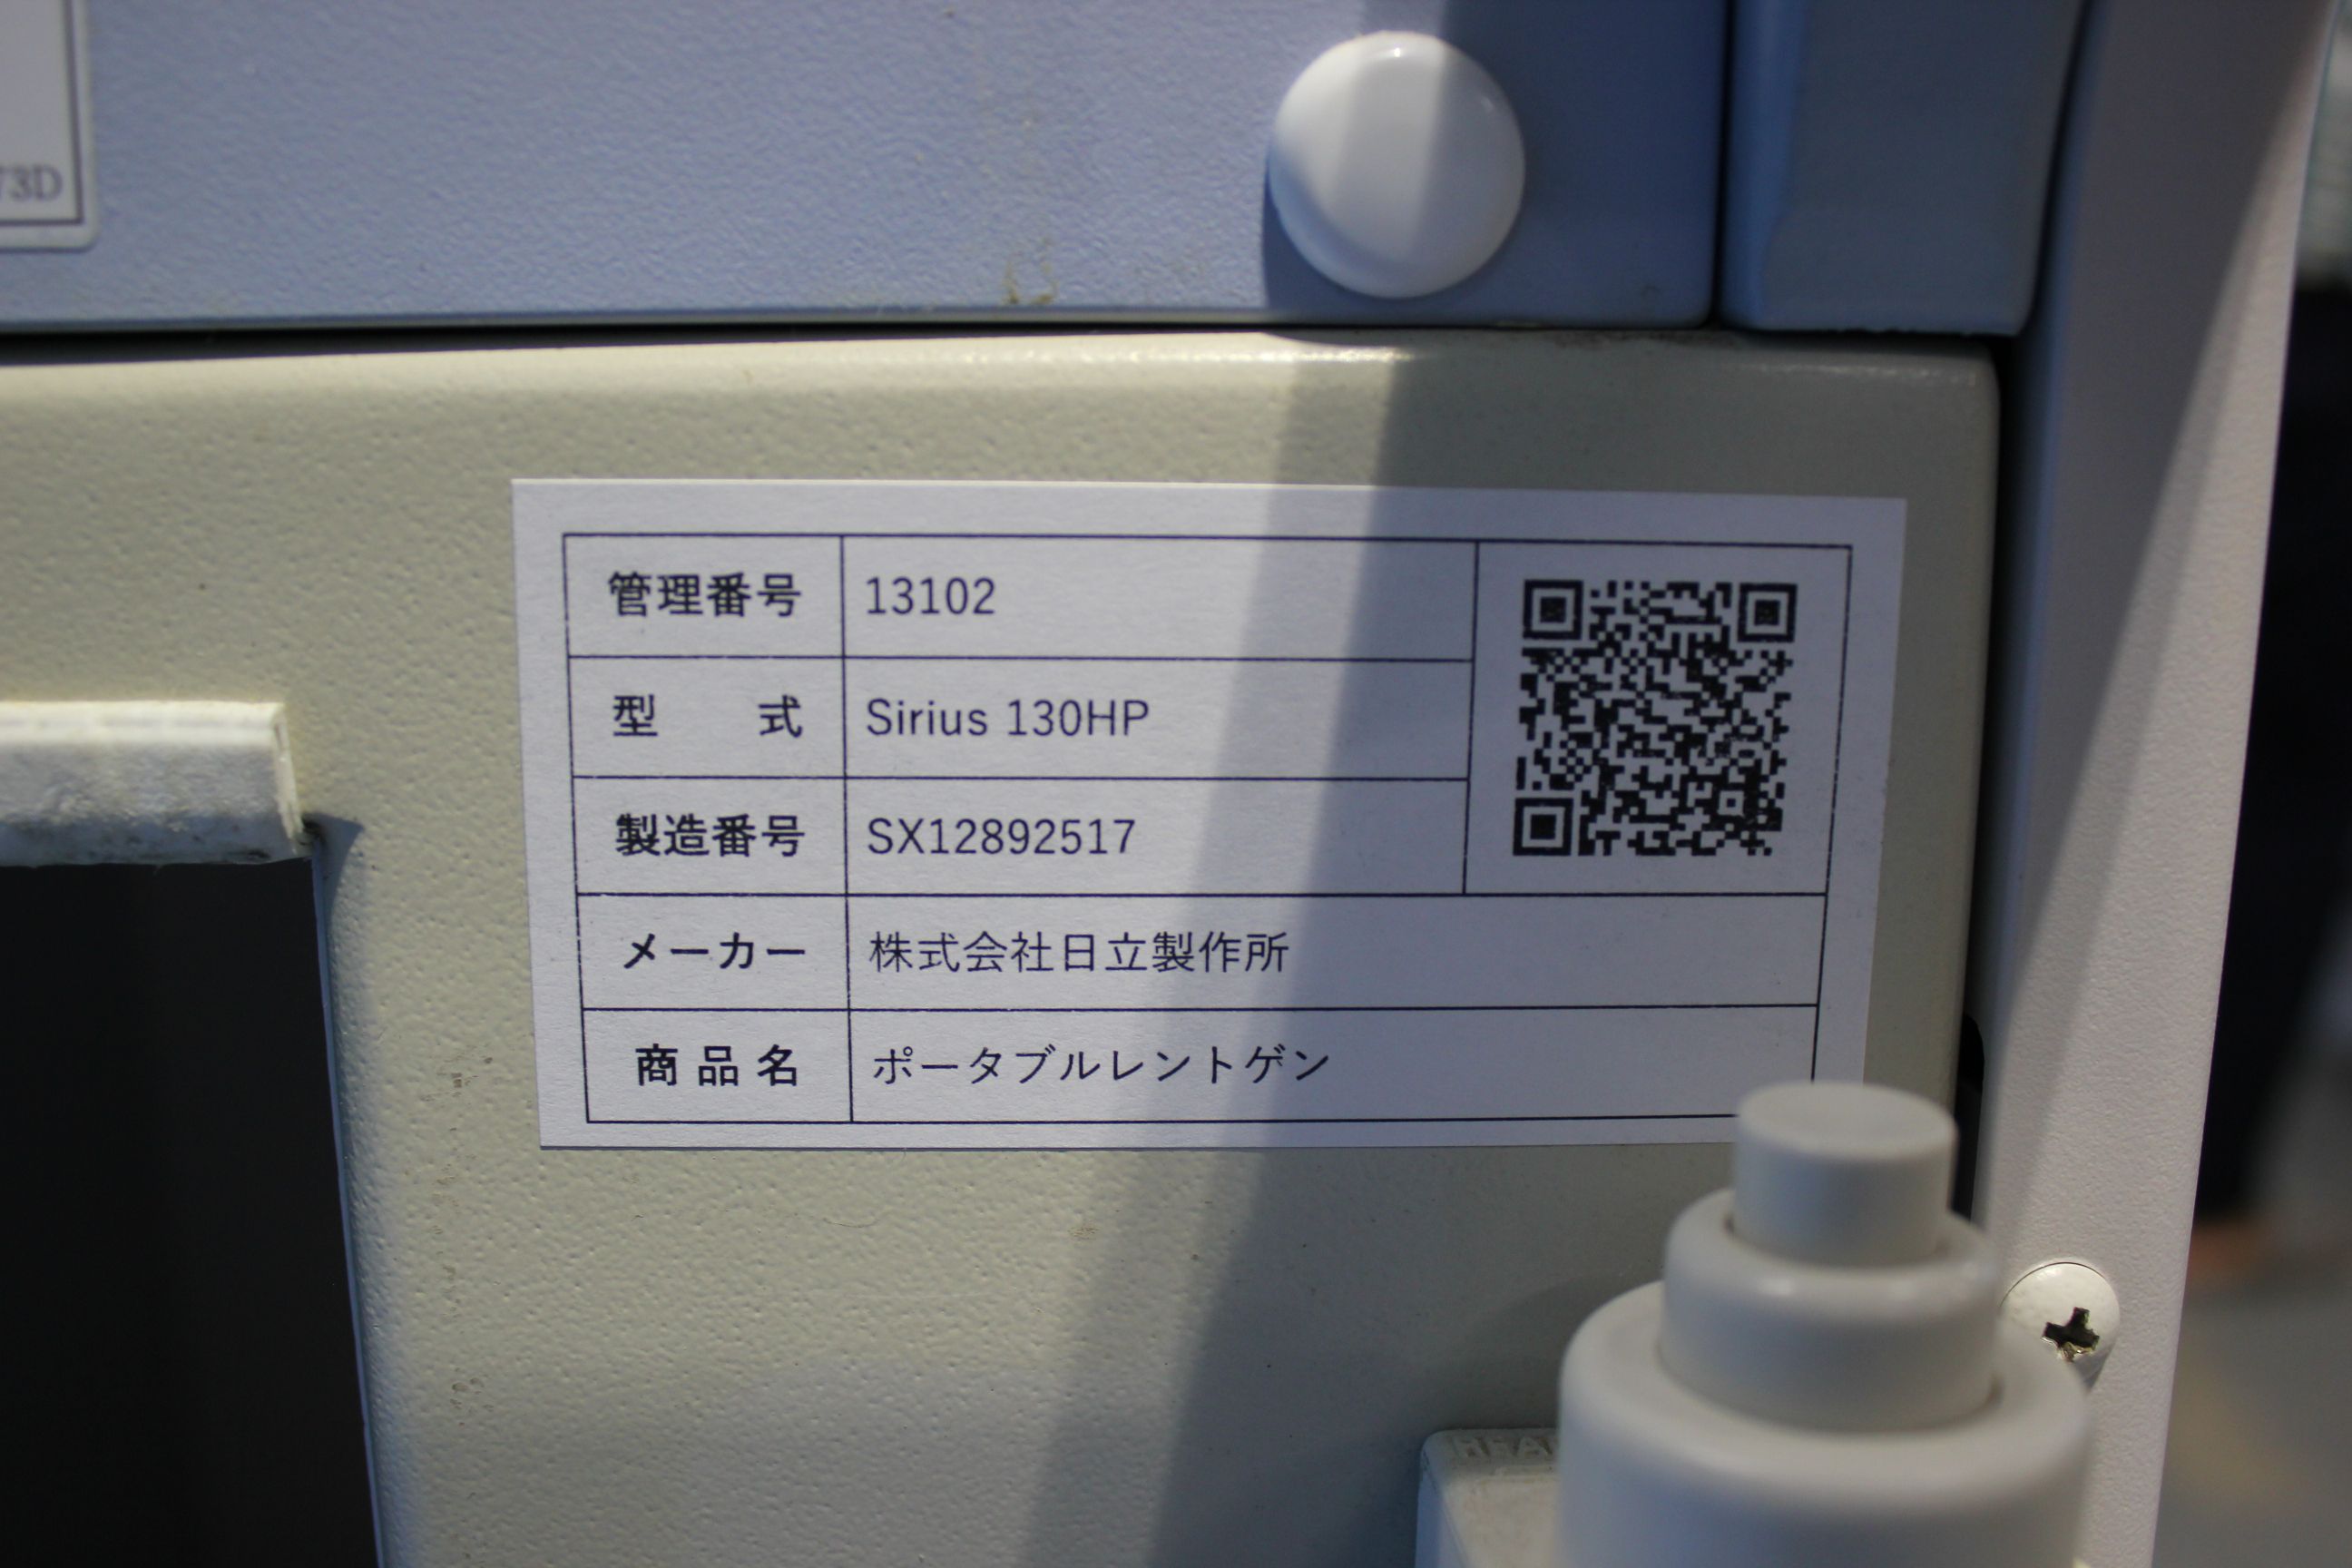 73D
管理番号 13102
型 式 Sirius 130HP
製造番号 SX12892517
メーカー 株式会社日立製作所
商品名 ポータブルレントゲン